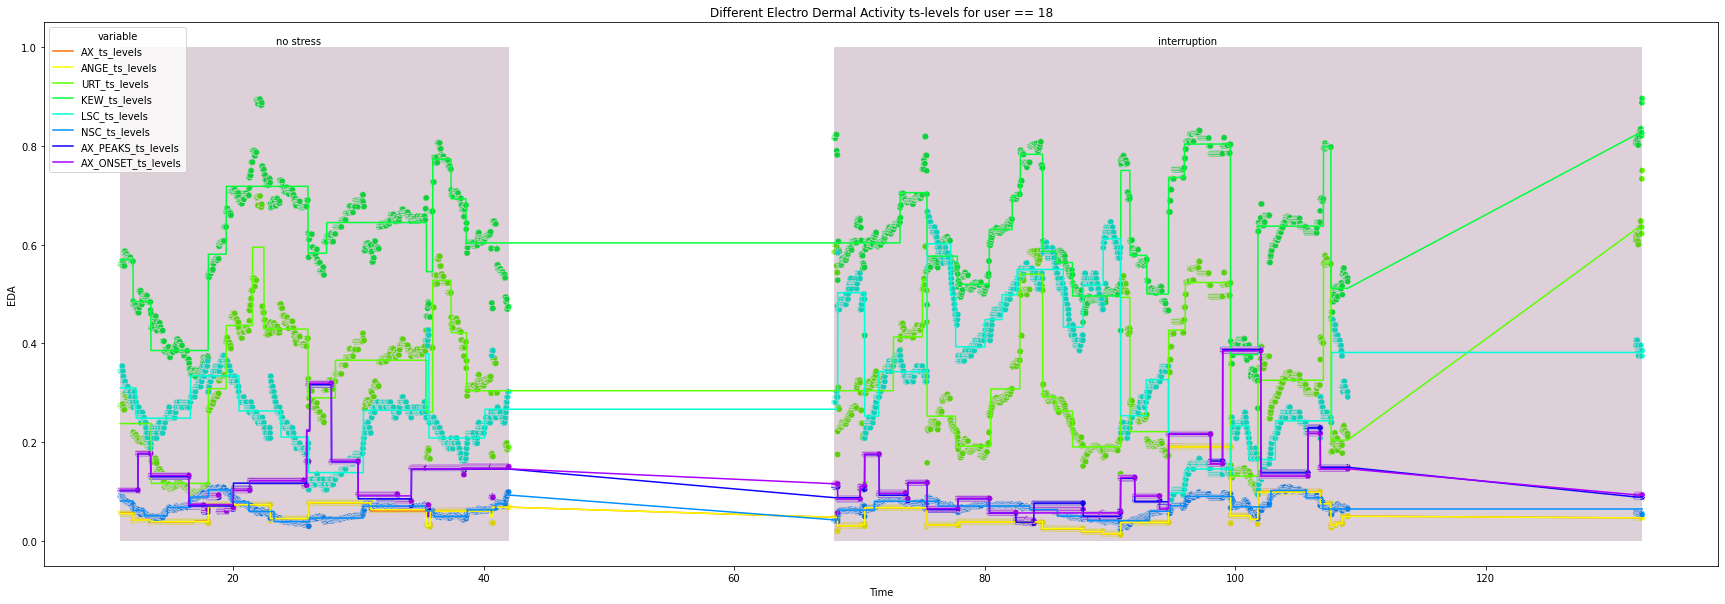 Different Electro Dermal Activity ts-levels for user == 18
no stress
interruption
variable
AX_ts_levels
ANGE_ts_levels
URT_ts_levels
KEW_ts_levels
LSC_ts_levels
NSC_ts_levels
AX_PEAKS_ts_levels
AX_ONSET_ts_levels
EDA
1.0
0.8
0.6
0.4
0.2
0.0
20 40 60 80 100 120
Time